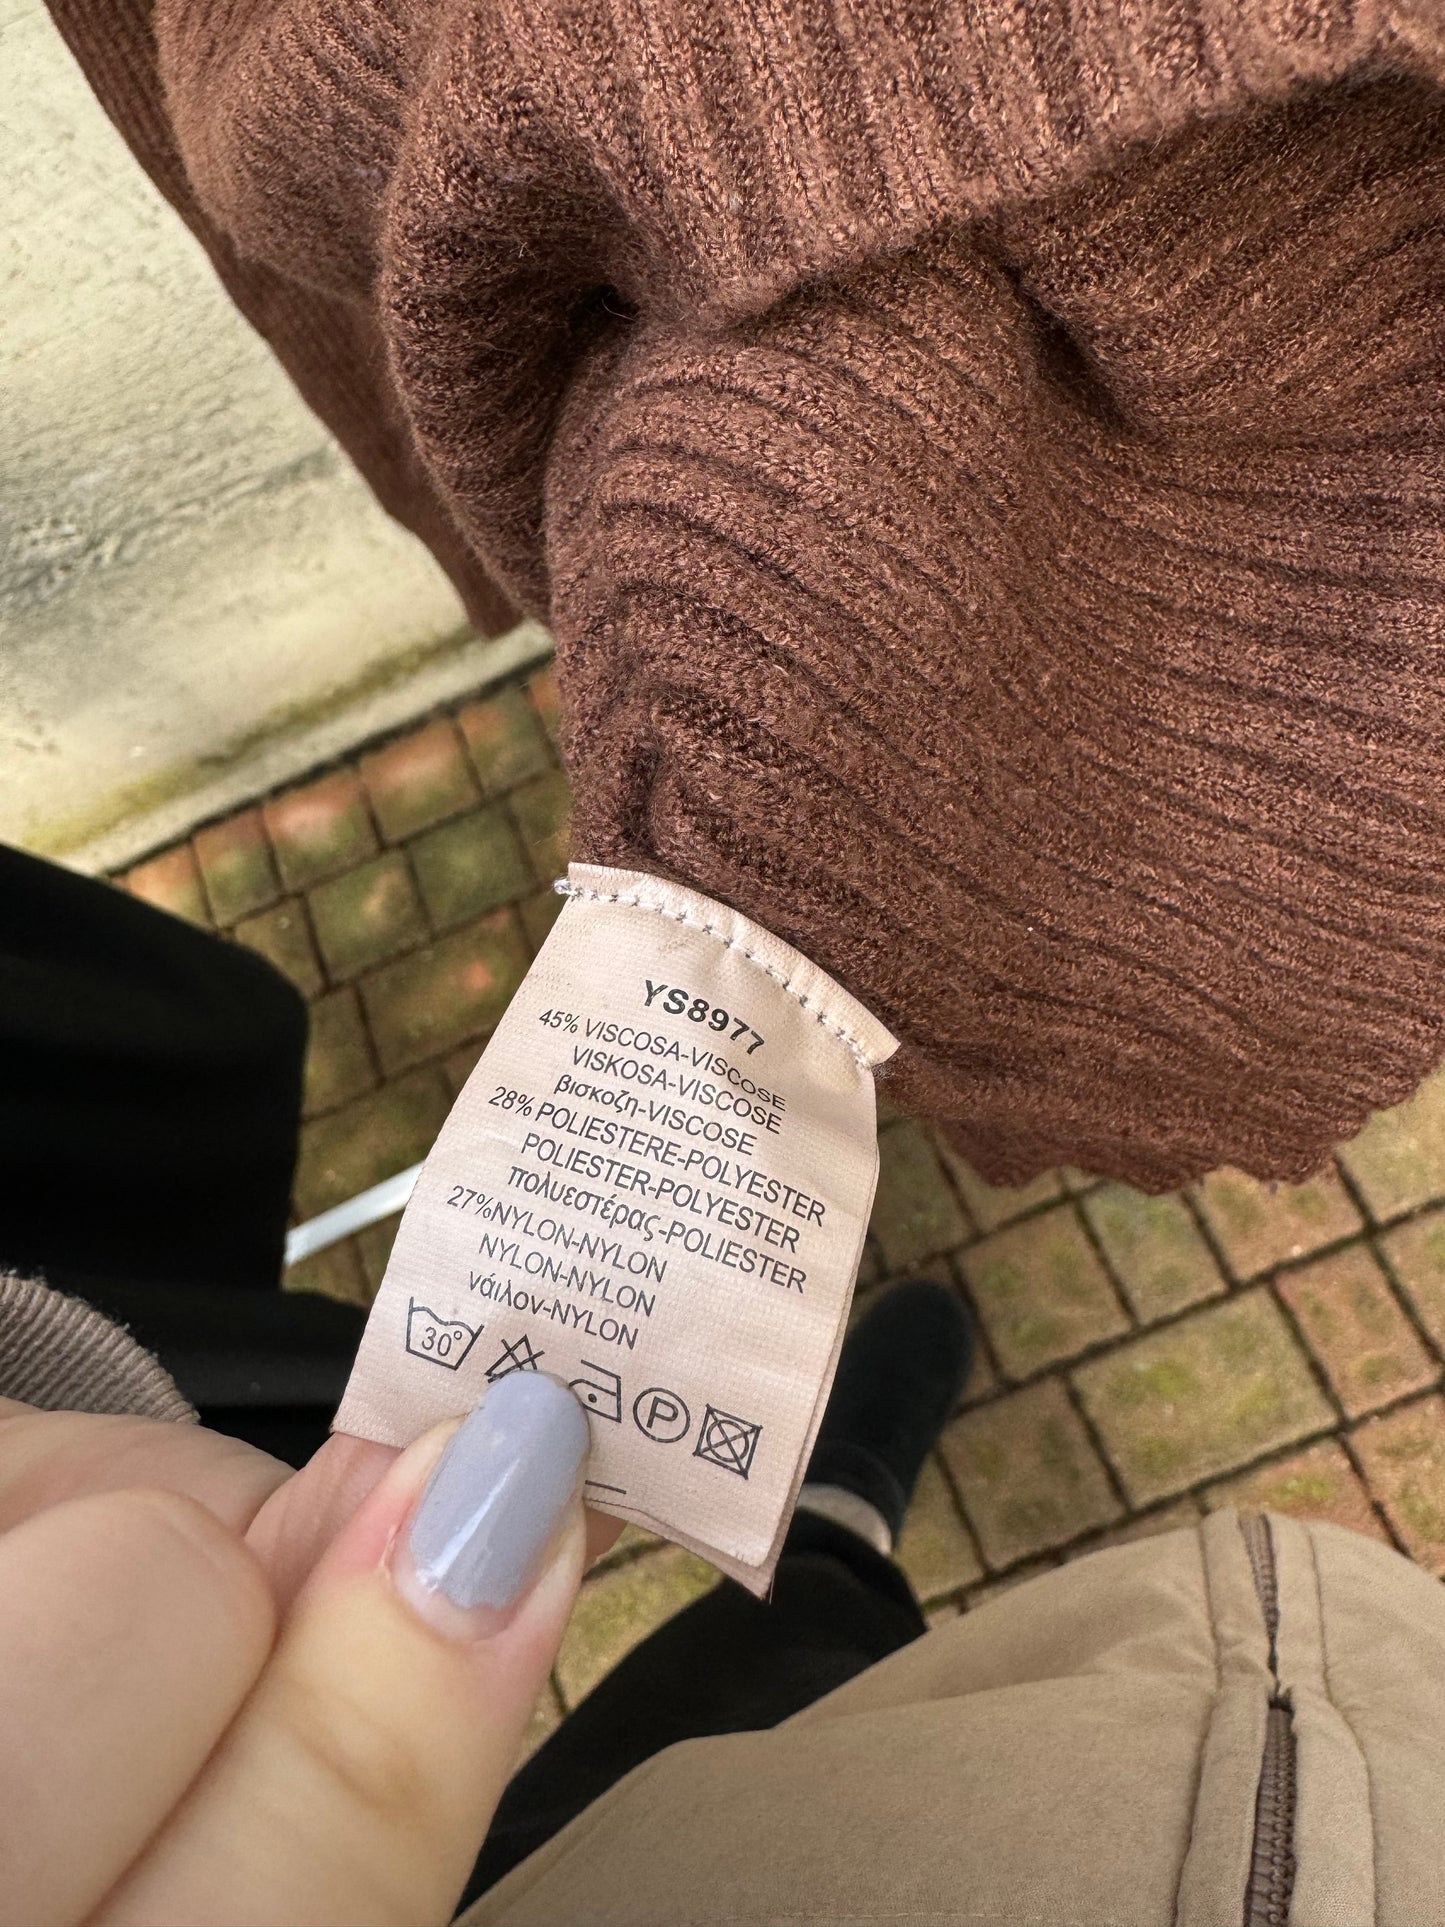 YS8977
45% VISCOSA-VISCOSE
VISKOSA-VISCOSE
βισκοζη-VISCOSE
28% POLIESTERE-POLYESTER
POLIESTER-POLYESTER
πολυεστέρας-POLIESTER
27%NYLON-NYLON
NYLON-NYLON
νάιλον-NYLON
30° P